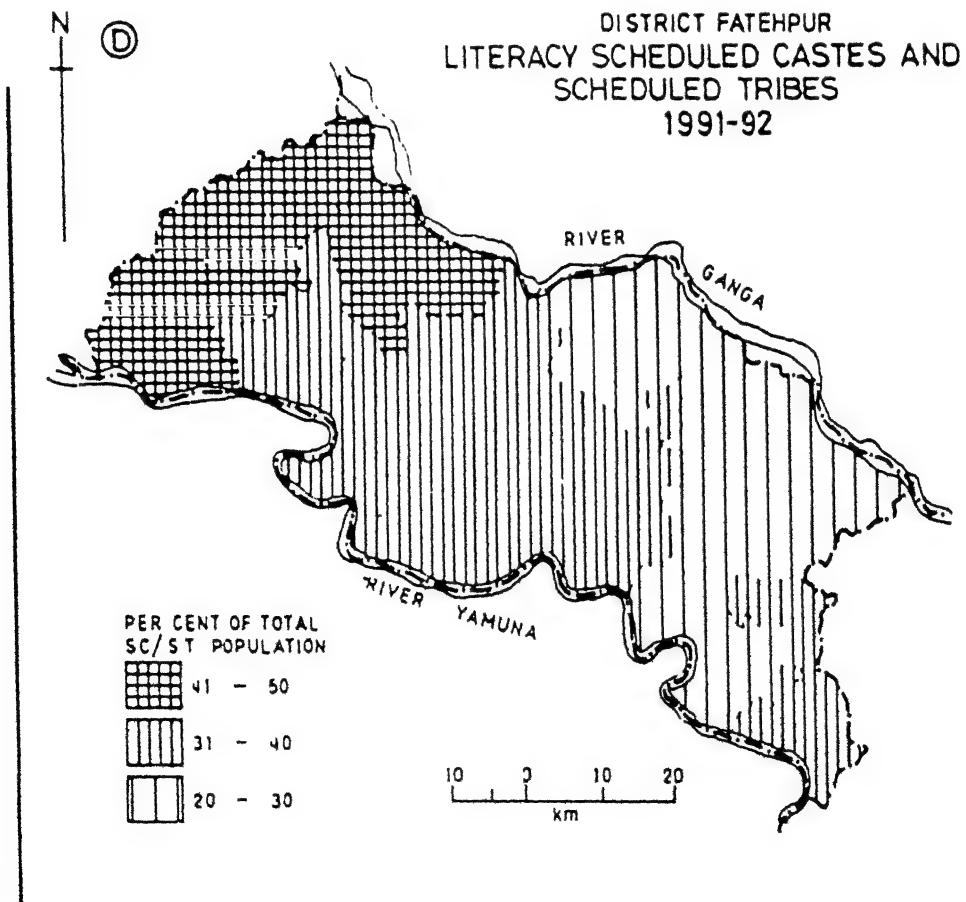 N
D
DISTRICT FATEHPUR
LITERACY SCHEDULED CASTES AND
SCHEDULED TRIBES
1991-92
RIVER GANGA
RIVER YAMUNA
PER CENT OF TOTAL
SC/ST POPULATION
41 - 50
31 - 40
20 - 30
10 0 10 20
km